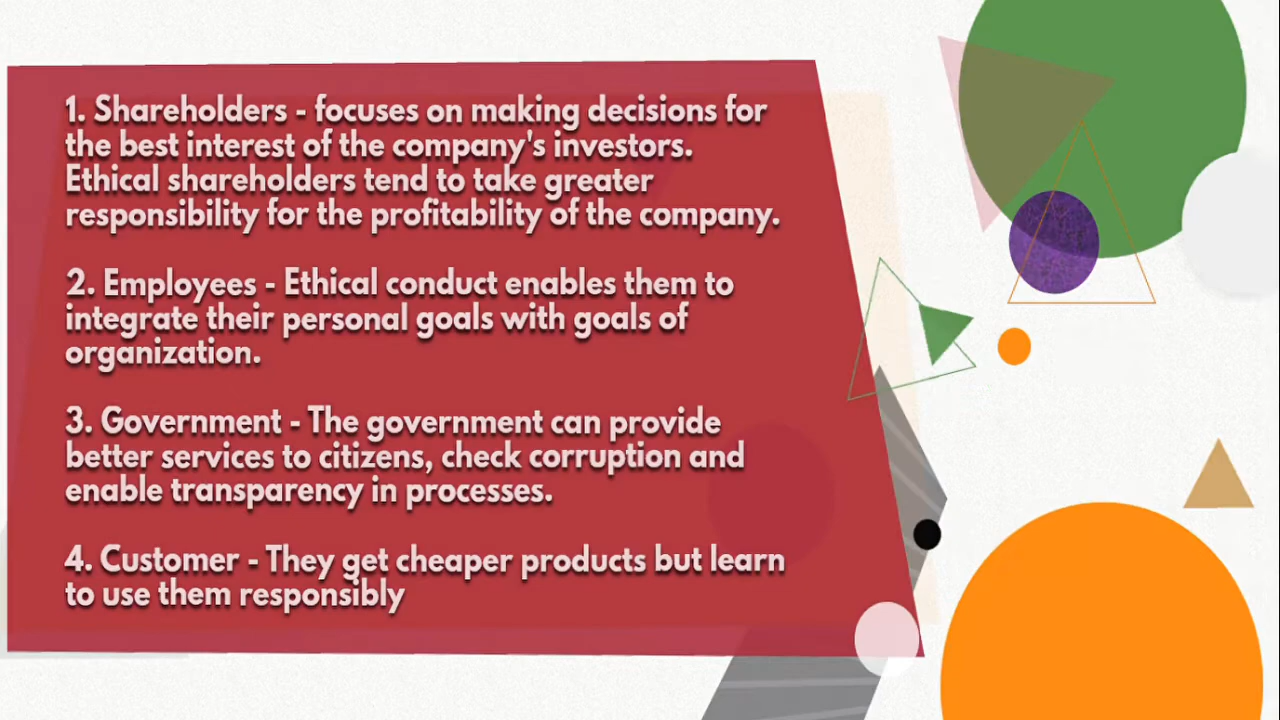 1. Shareholders - focuses on making decisions for
the best interest of the company's investors.
Ethical shareholders tend to take greater
responsibility for the profitability of the company.
2. Employees - Ethical conduct enables them to
integrate their personal goals with goals of
organization.
3. Government - The government can provide
better services to citizens, check corruption and
enable transparency in processes.
4. Customer - They get cheaper products but learn
to use them responsibly